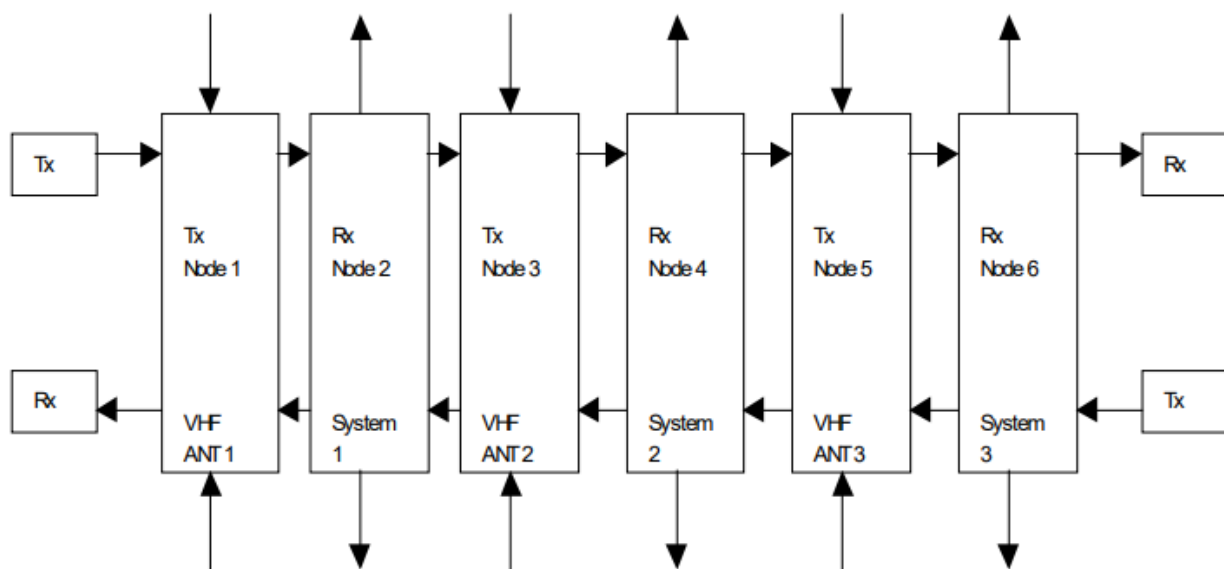 Tx
Rx
Tx
Node 1
VHF
ANT 1
Rx
Node 2
System
1
Tx
Node 3
VHF
ANT 2
Rx
Node 4
System
2
Tx
Node 5
VHF
ANT 3
Rx
Node 6
System
3
Rx
Tx